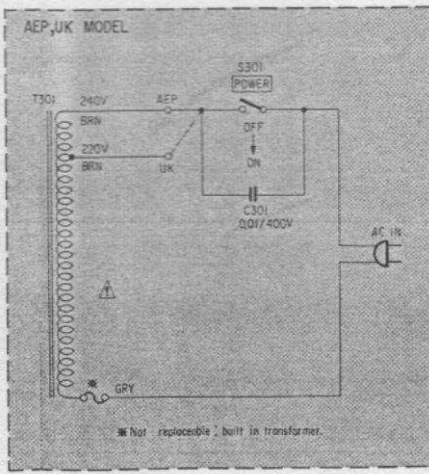 AEP,UK MODEL
S301
POWER
T301
240V
AEP
BRN
OFF
220V
BRN
UK
ON
C301
0.01/400V
AC IN
GRY
※ Not replaceable : built in transformer.